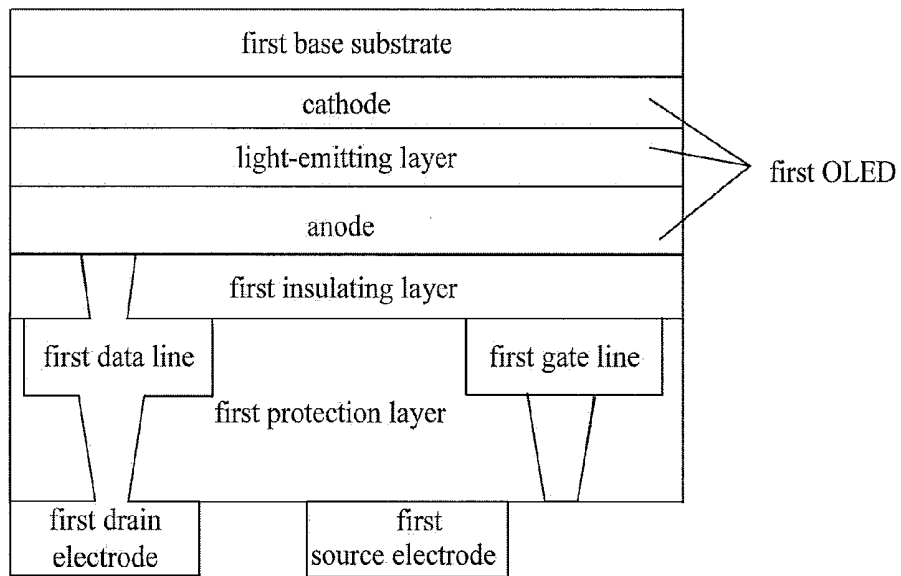 first base substrate
cathode
light-emitting layer
first OLED
anode
first insulating layer
first data line
first gate line
first protection layer
first drain
electrode
first
source electrode